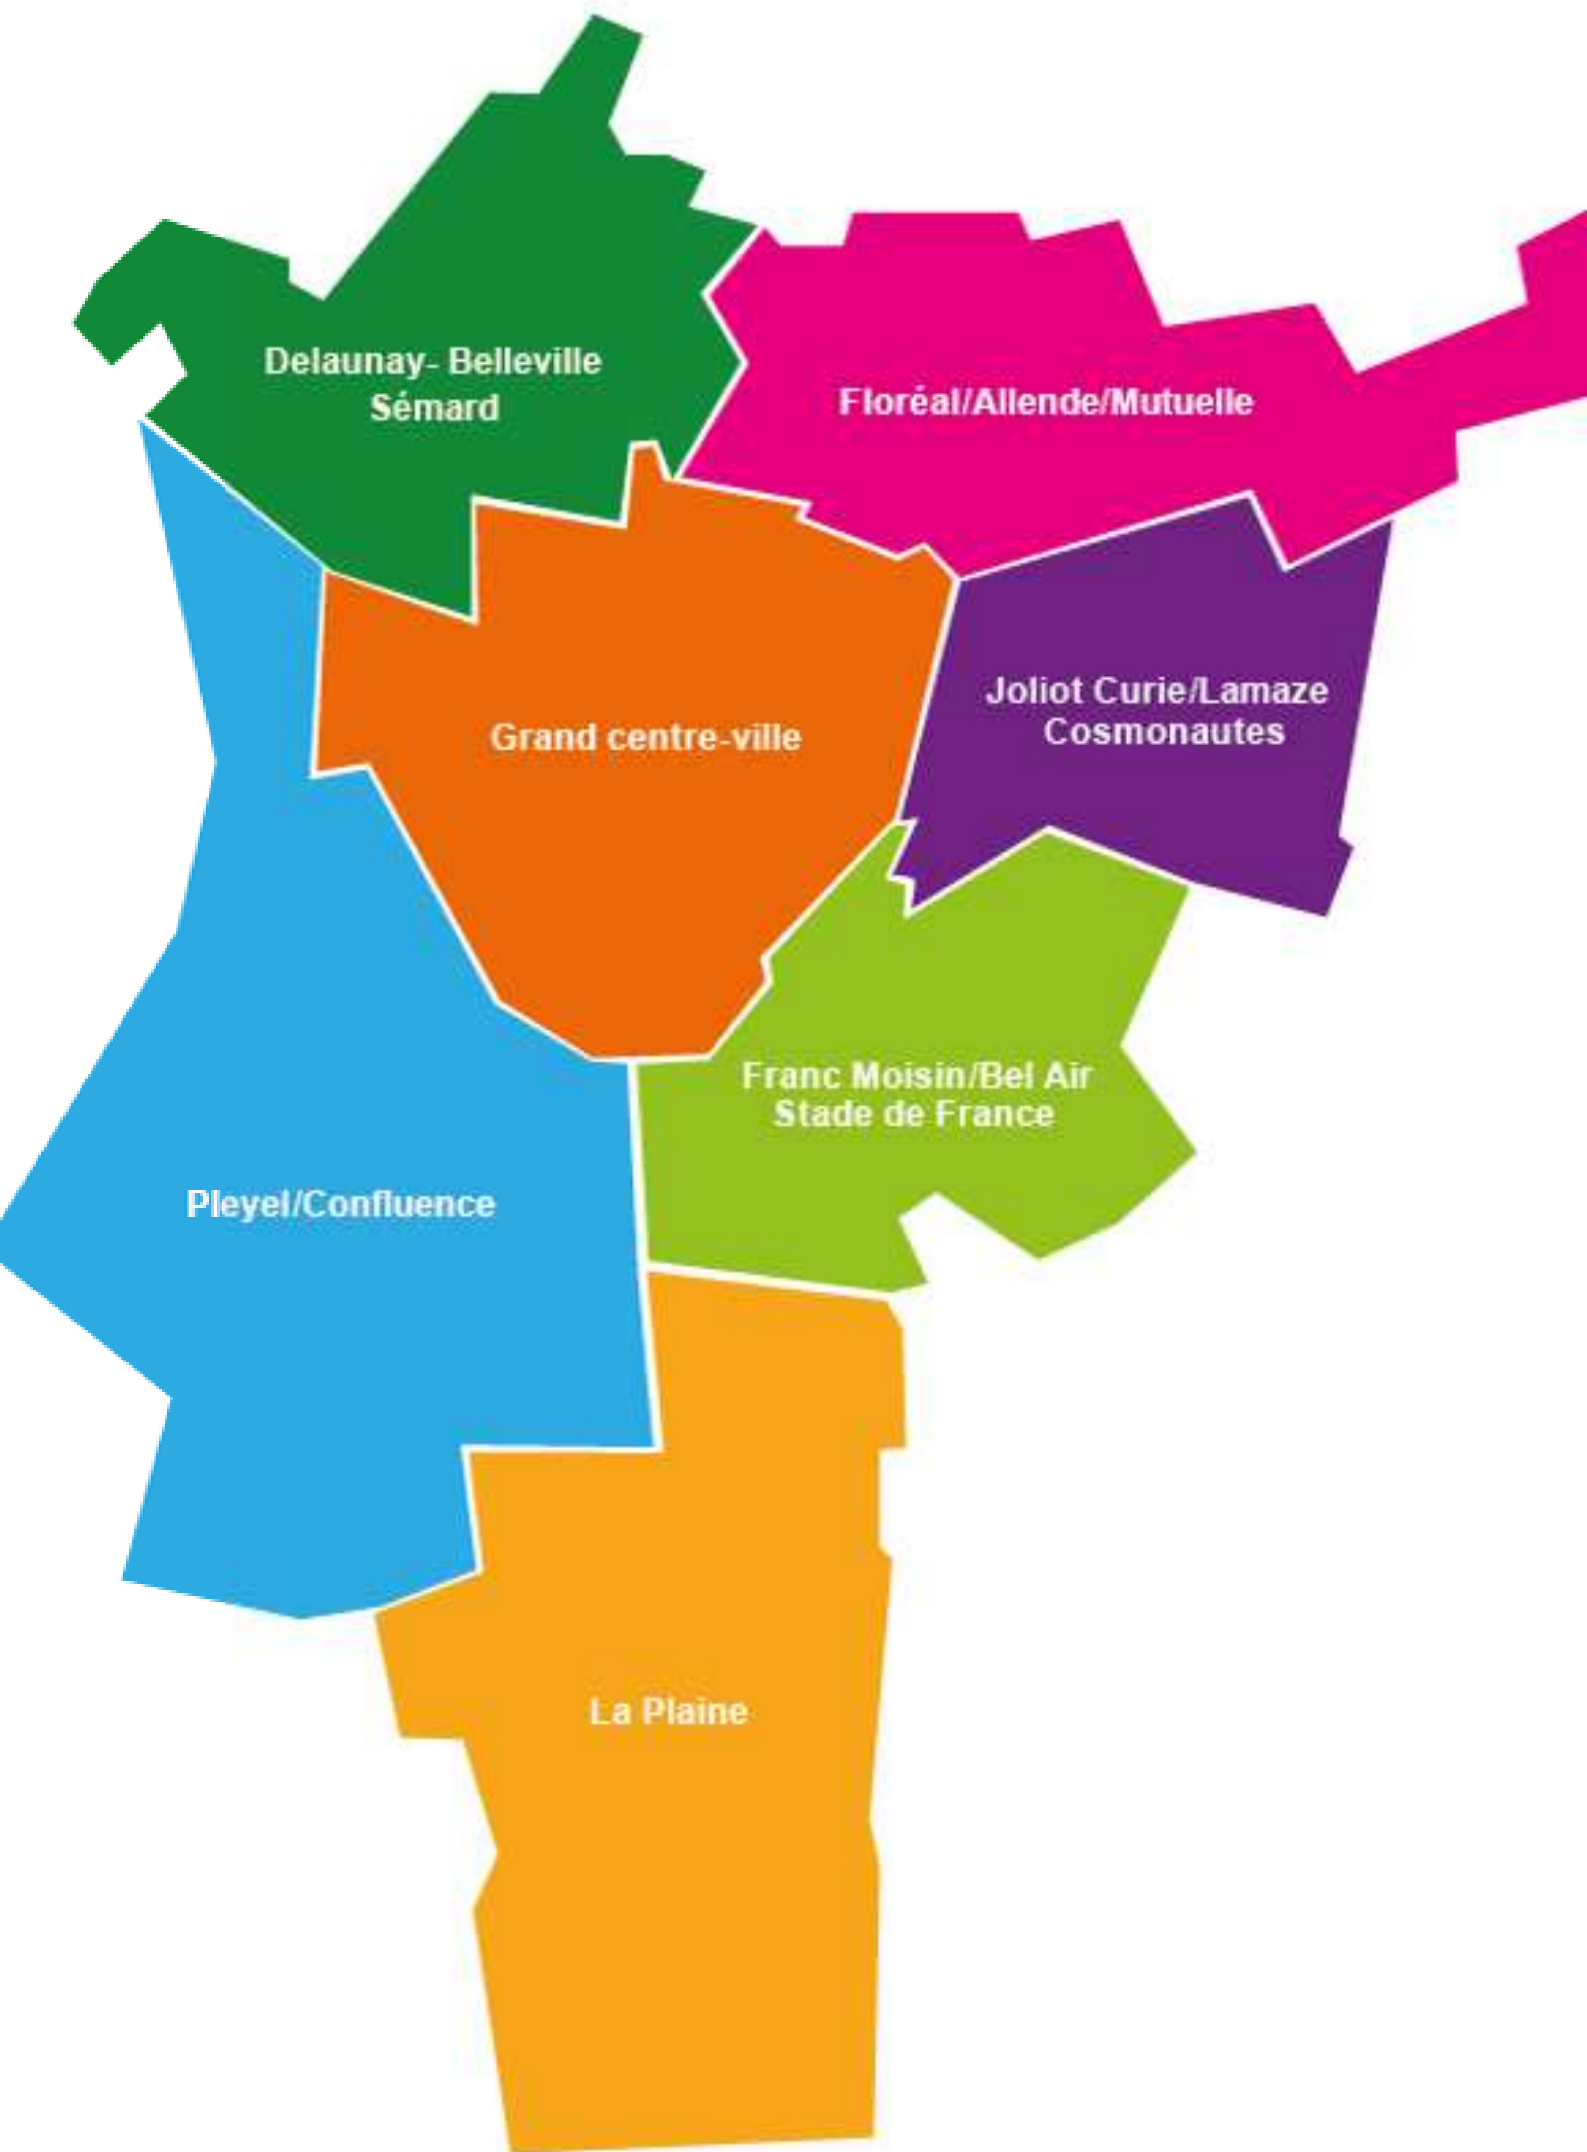 Delaunay- Belleville
Sémard
Floréal/Allende/Mutuelle
Joliot Curie/Lamaze
Cosmonautes
Grand centre-ville
Franc Moisin/Bel Air
Stade de France
Pleyel/Confluence
La Plaine